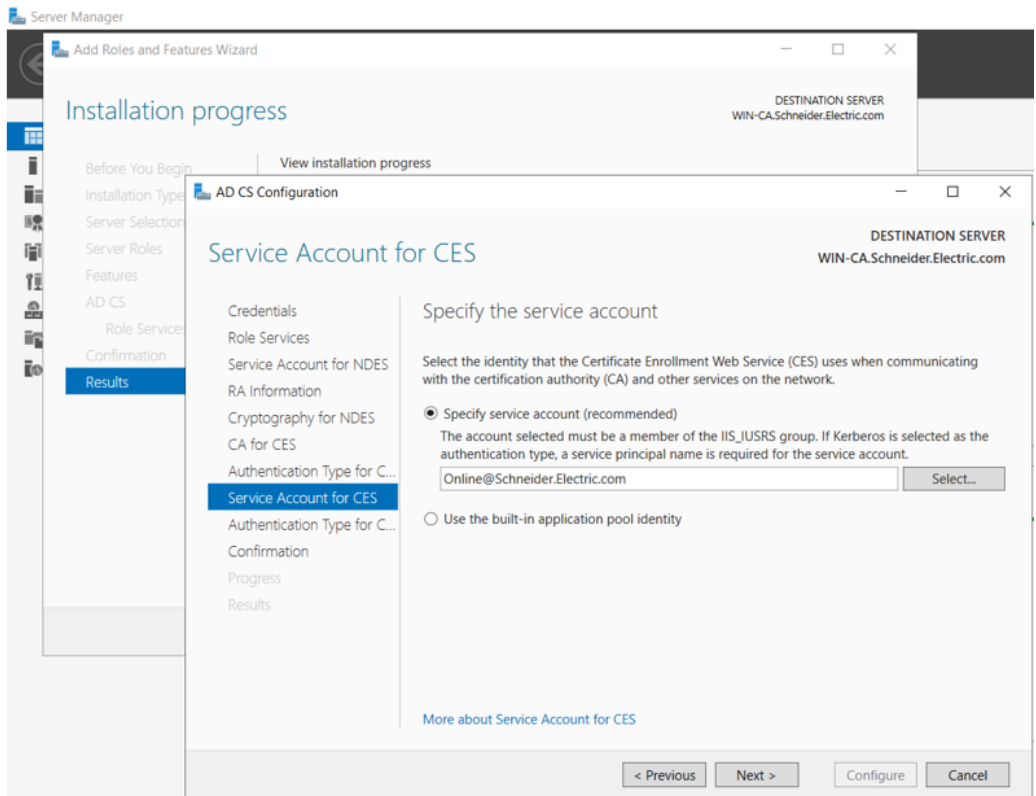 Server Manager
Add Roles and Features Wizard
Installation progress
DESTINATION SERVER
WIN-CA.Schneider.Electric.com
Before You Begin
Installation Type
Server Selection
Server Roles
Features
AD CS
Role Services
Confirmation
Results
View installation progress
AD CS Configuration
Service Account for CES
DESTINATION SERVER
WIN-CA.Schneider.Electric.com
Credentials
Role Services
Service Account for NDES
RA Information
Cryptography for NDES
CA for CES
Authentication Type for C...
Service Account for CES
Authentication Type for C...
Confirmation
Progress
Results
Specify the service account
Select the identity that the Certificate Enrollment Web Service (CES) uses when communicating
with the certification authority (CA) and other services on the network.
Specify service account (recommended)
The account selected must be a member of the IIS_IUSRS group. If Kerberos is selected as the
authentication type, a service principal name is required for the service account.
Online@Schneider.Electric.com
Select...
Use the built-in application pool identity
More about Service Account for CES
< Previous
Next >
Configure
Cancel